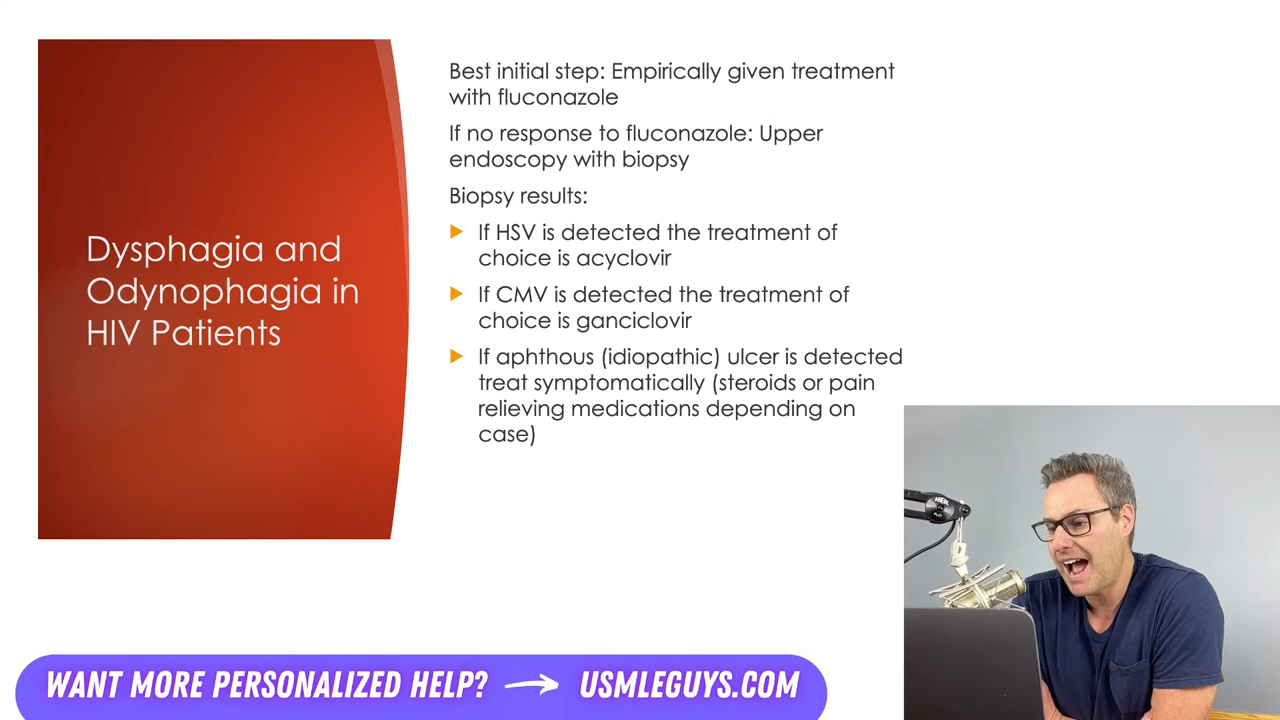 Dysphagia and
Odynophagia in
HIV Patients
Best initial step: Empirically given treatment
with fluconazole
If no response to fluconazole: Upper
endoscopy with biopsy
Biopsy results:
If HSV is detected the treatment of
choice is acyclovir
If CMV is detected the treatment of
choice is ganciclovir
If aphthous (idiopathic) ulcer is detected
treat symptomatically (steroids or pain
relieving medications depending on
case)
HEIL
WANT MORE PERSONALIZED HELP? → USMLEGUYS.COM